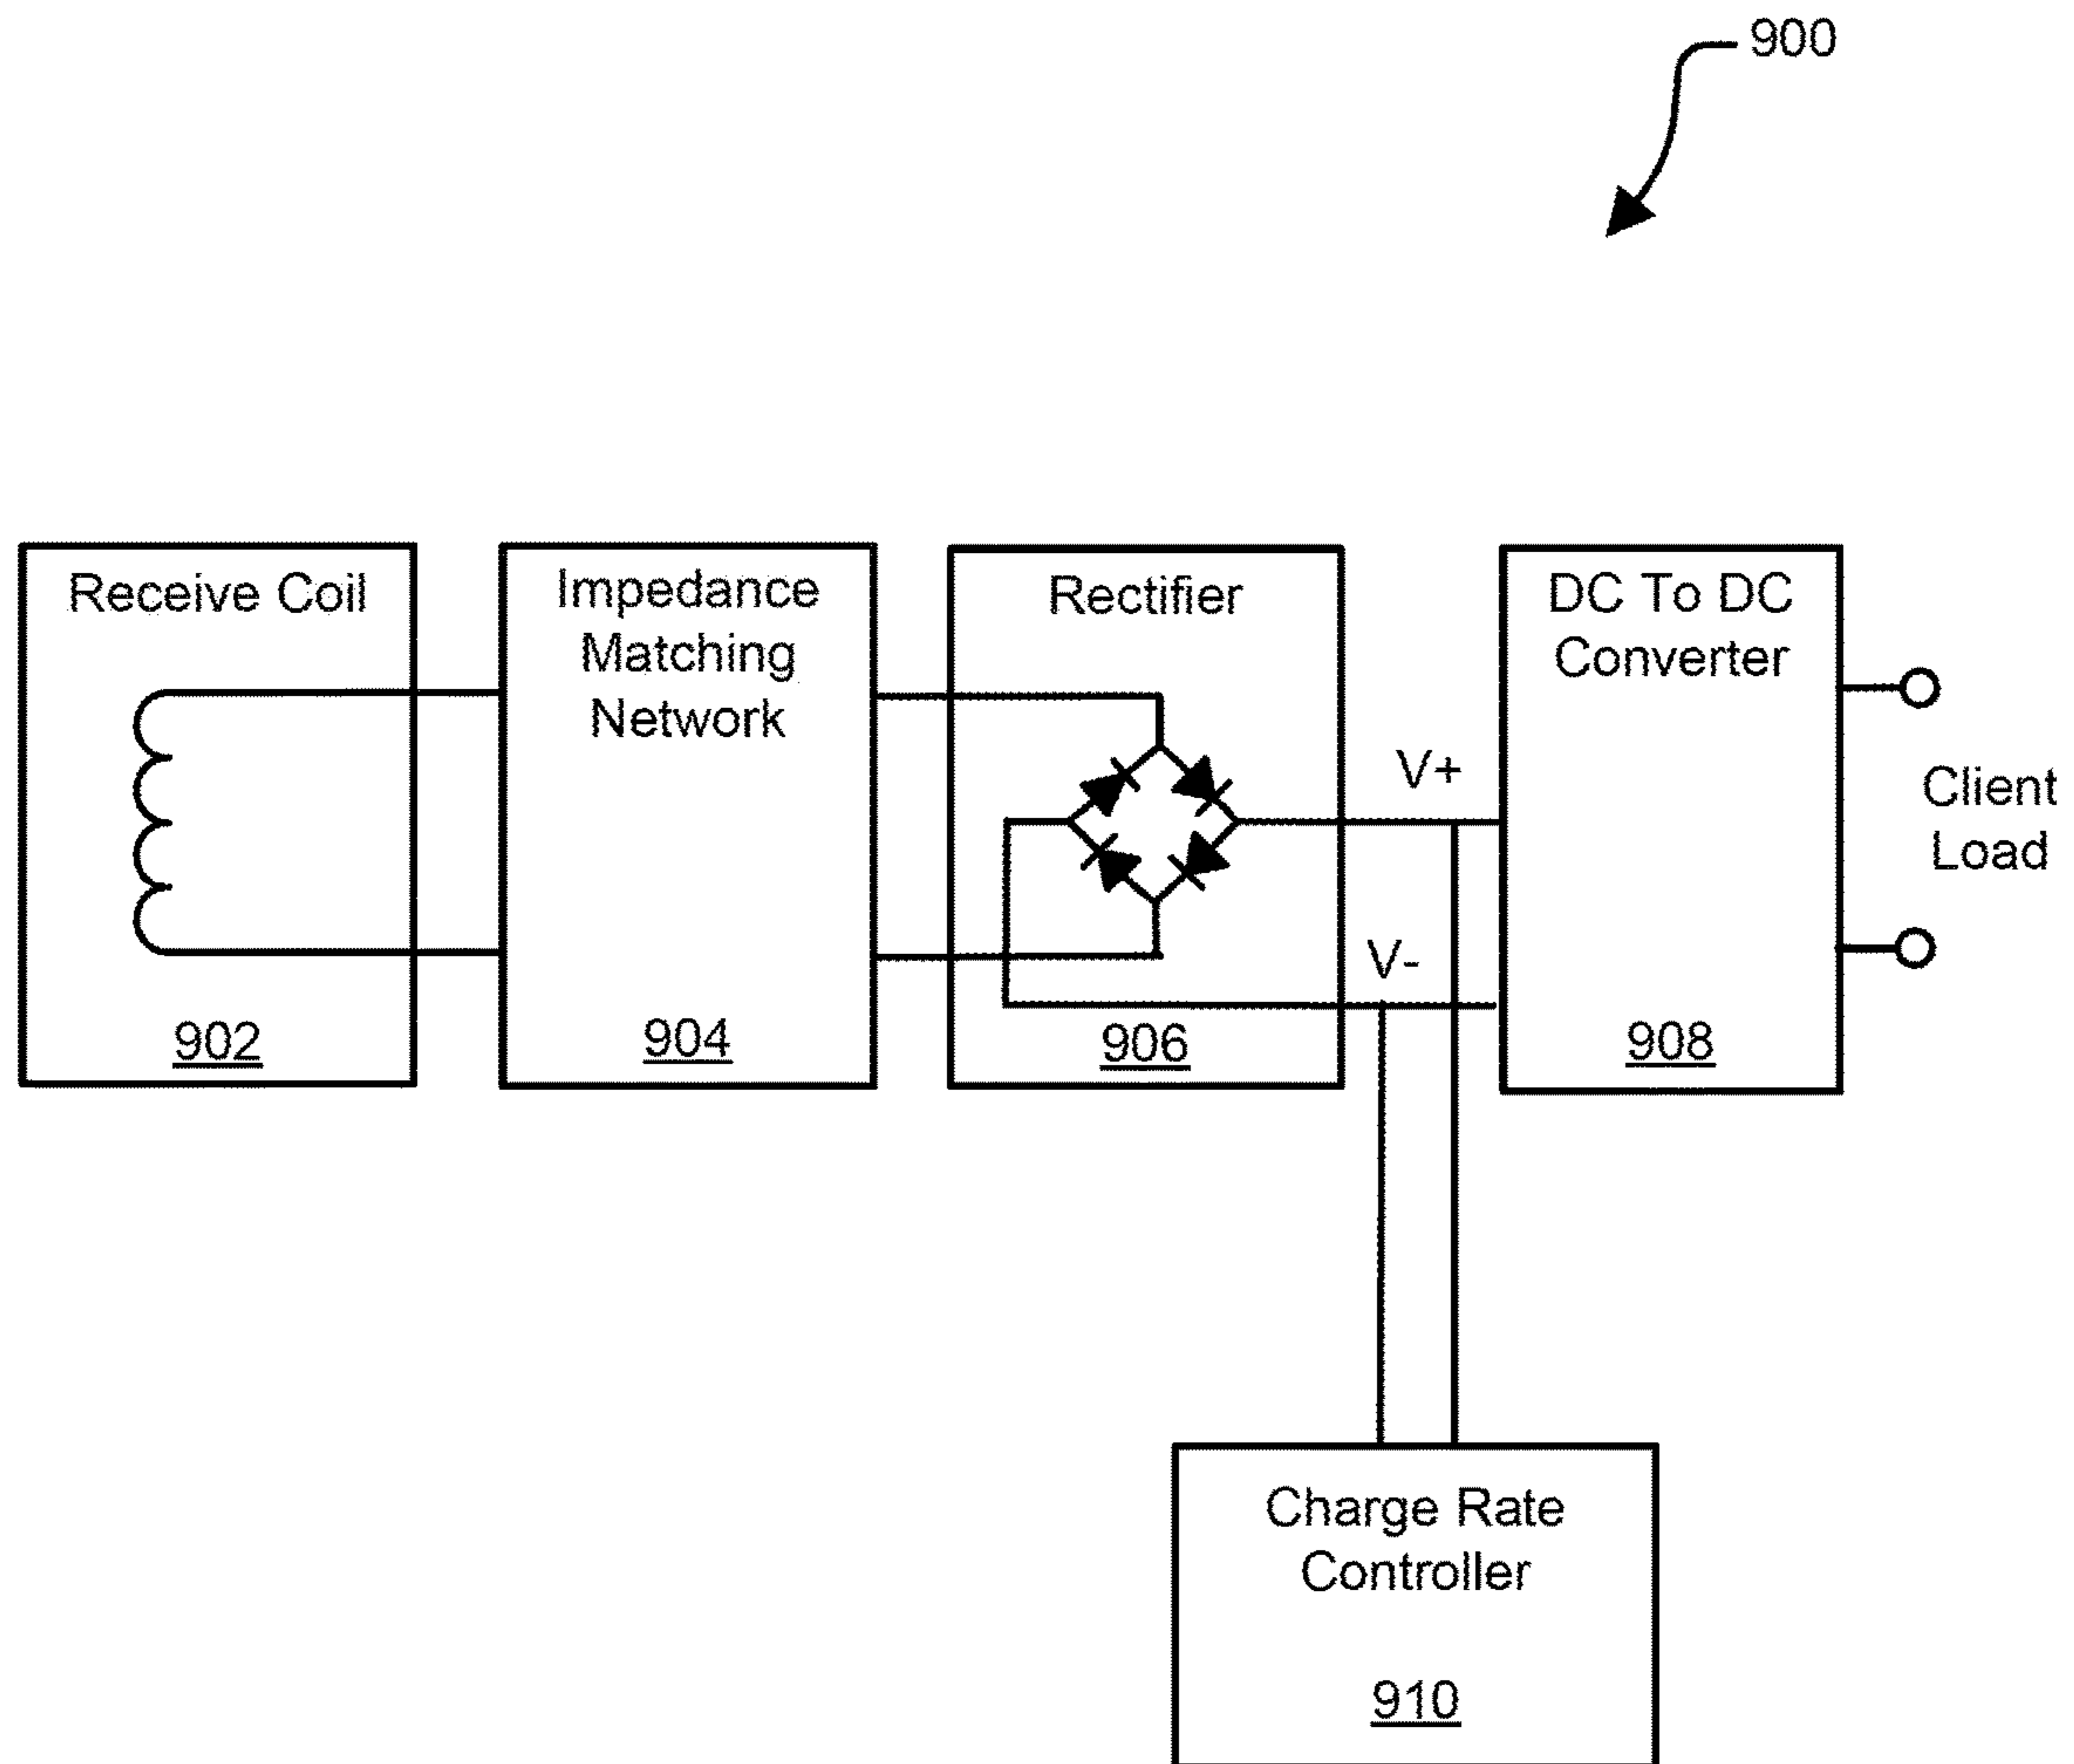 900
Receive Coil
902
Impedance
Matching
Network
904
Rectifier
906
V+
V-
DC To DC
Converter
908
Client
Load
Charge Rate
Controller
910